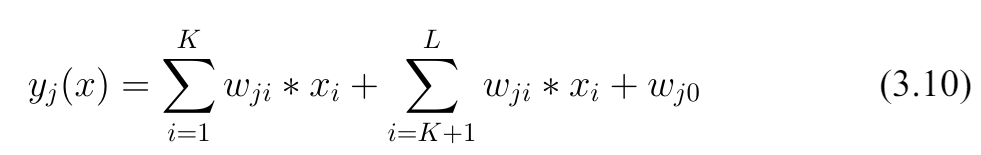 y_j(x) = \sum_{i=1}^{K} w_{ji} * x_i + \sum_{i=K+1}^{L} w_{ji} * x_i + w_{j0} (3.10)